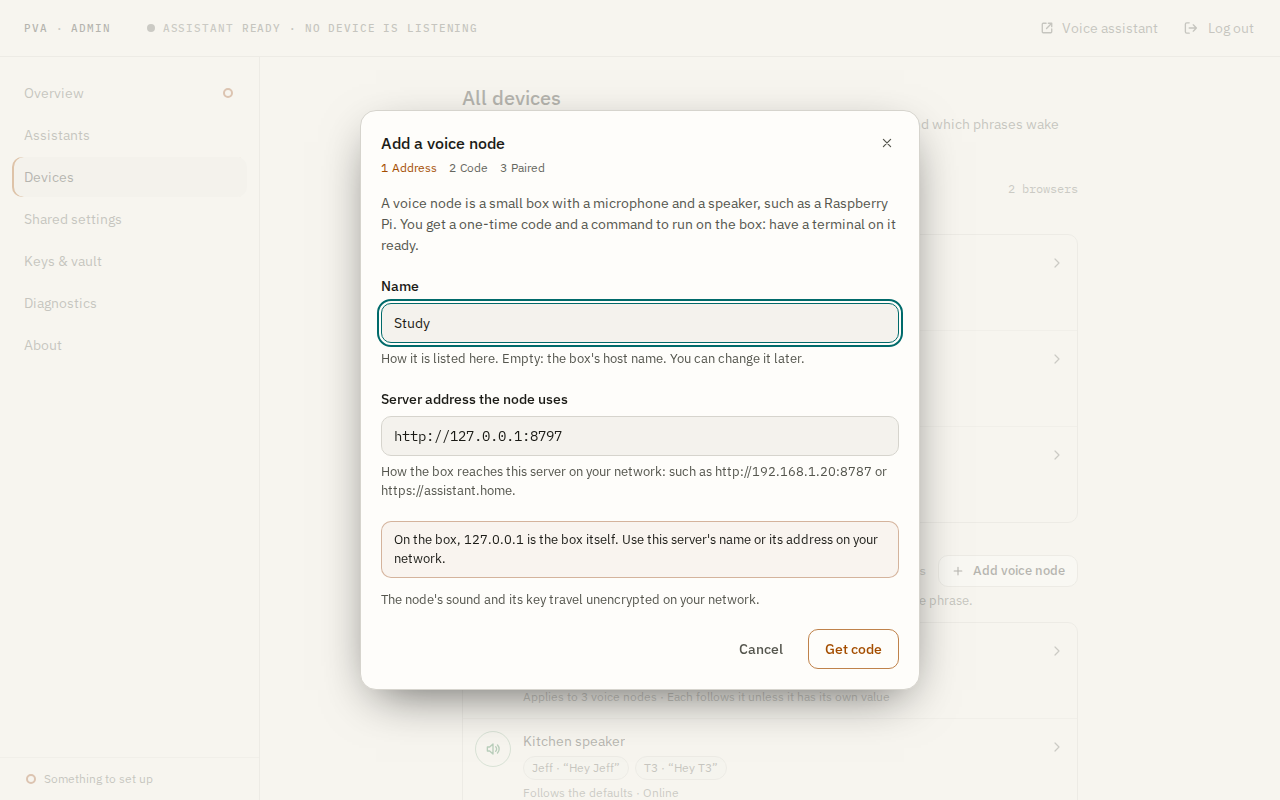 PVA · ADMIN
ASSISTANT READY · NO DEVICE IS LISTENING
Voice assistant
Log out
Overview
Assistants
Devices
Shared settings
Keys & vault
Diagnostics
About
Something to set up
All devices
d which phrases wake
2 browsers
Add a voice node
1 Address 2 Code 3 Paired
A voice node is a small box with a microphone and a speaker, such as a Raspberry
Pi. You get a one-time code and a command to run on the box: have a terminal on it
ready.
Name
Study
How it is listed here. Empty: the box's host name. You can change it later.
Server address the node uses
http://127.0.0.1:8797
How the box reaches this server on your network: such as http://192.168.1.20:8787 or
https://assistant.home.
On the box, 127.0.0.1 is the box itself. Use this server's name or its address on your
network.
The node's sound and its key travel unencrypted on your network.
Cancel
Get code
s
Add voice node
e phrase.
Applies to 3 voice nodes · Each follows it unless it has its own value
Kitchen speaker
Jeff · “Hey Jeff” T3 · “Hey T3”
Follows the defaults · Online